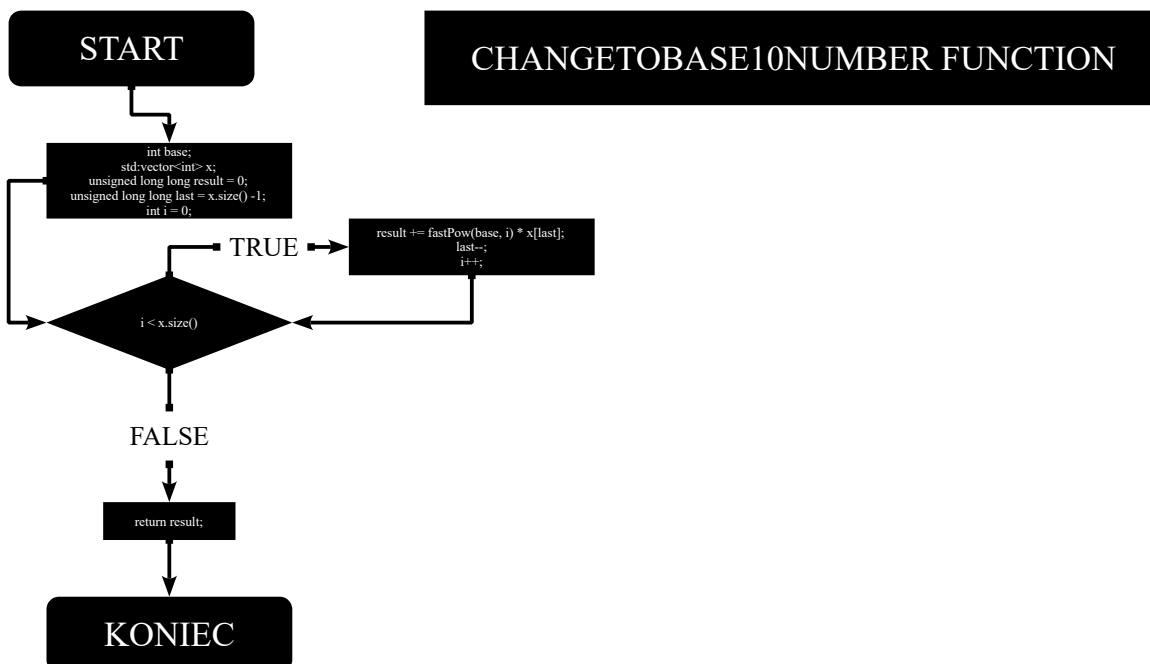 START
CHANGETOBASE10NUMBER FUNCTION
int base;
std:vector<int> x;
unsigned long long result = 0;
unsigned long long last = x.size() -1;
int i = 0;
TRUE
result += fastPow(base, i) * x[last];
last--;
i++;
i < x.size()
FALSE
return result;
KONIEC